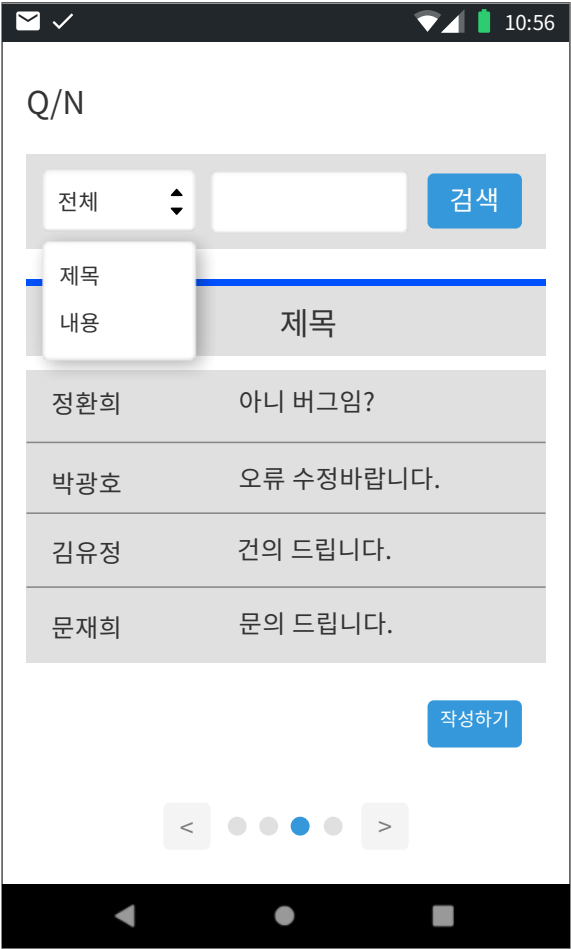 10:56
Q/N
전체
검색
제목
내용
제목
정환희 아니 버그임?
박광호 오류 수정바랍니다.
김유정 건의 드립니다.
문재희 문의 드립니다.
작성하기
< >